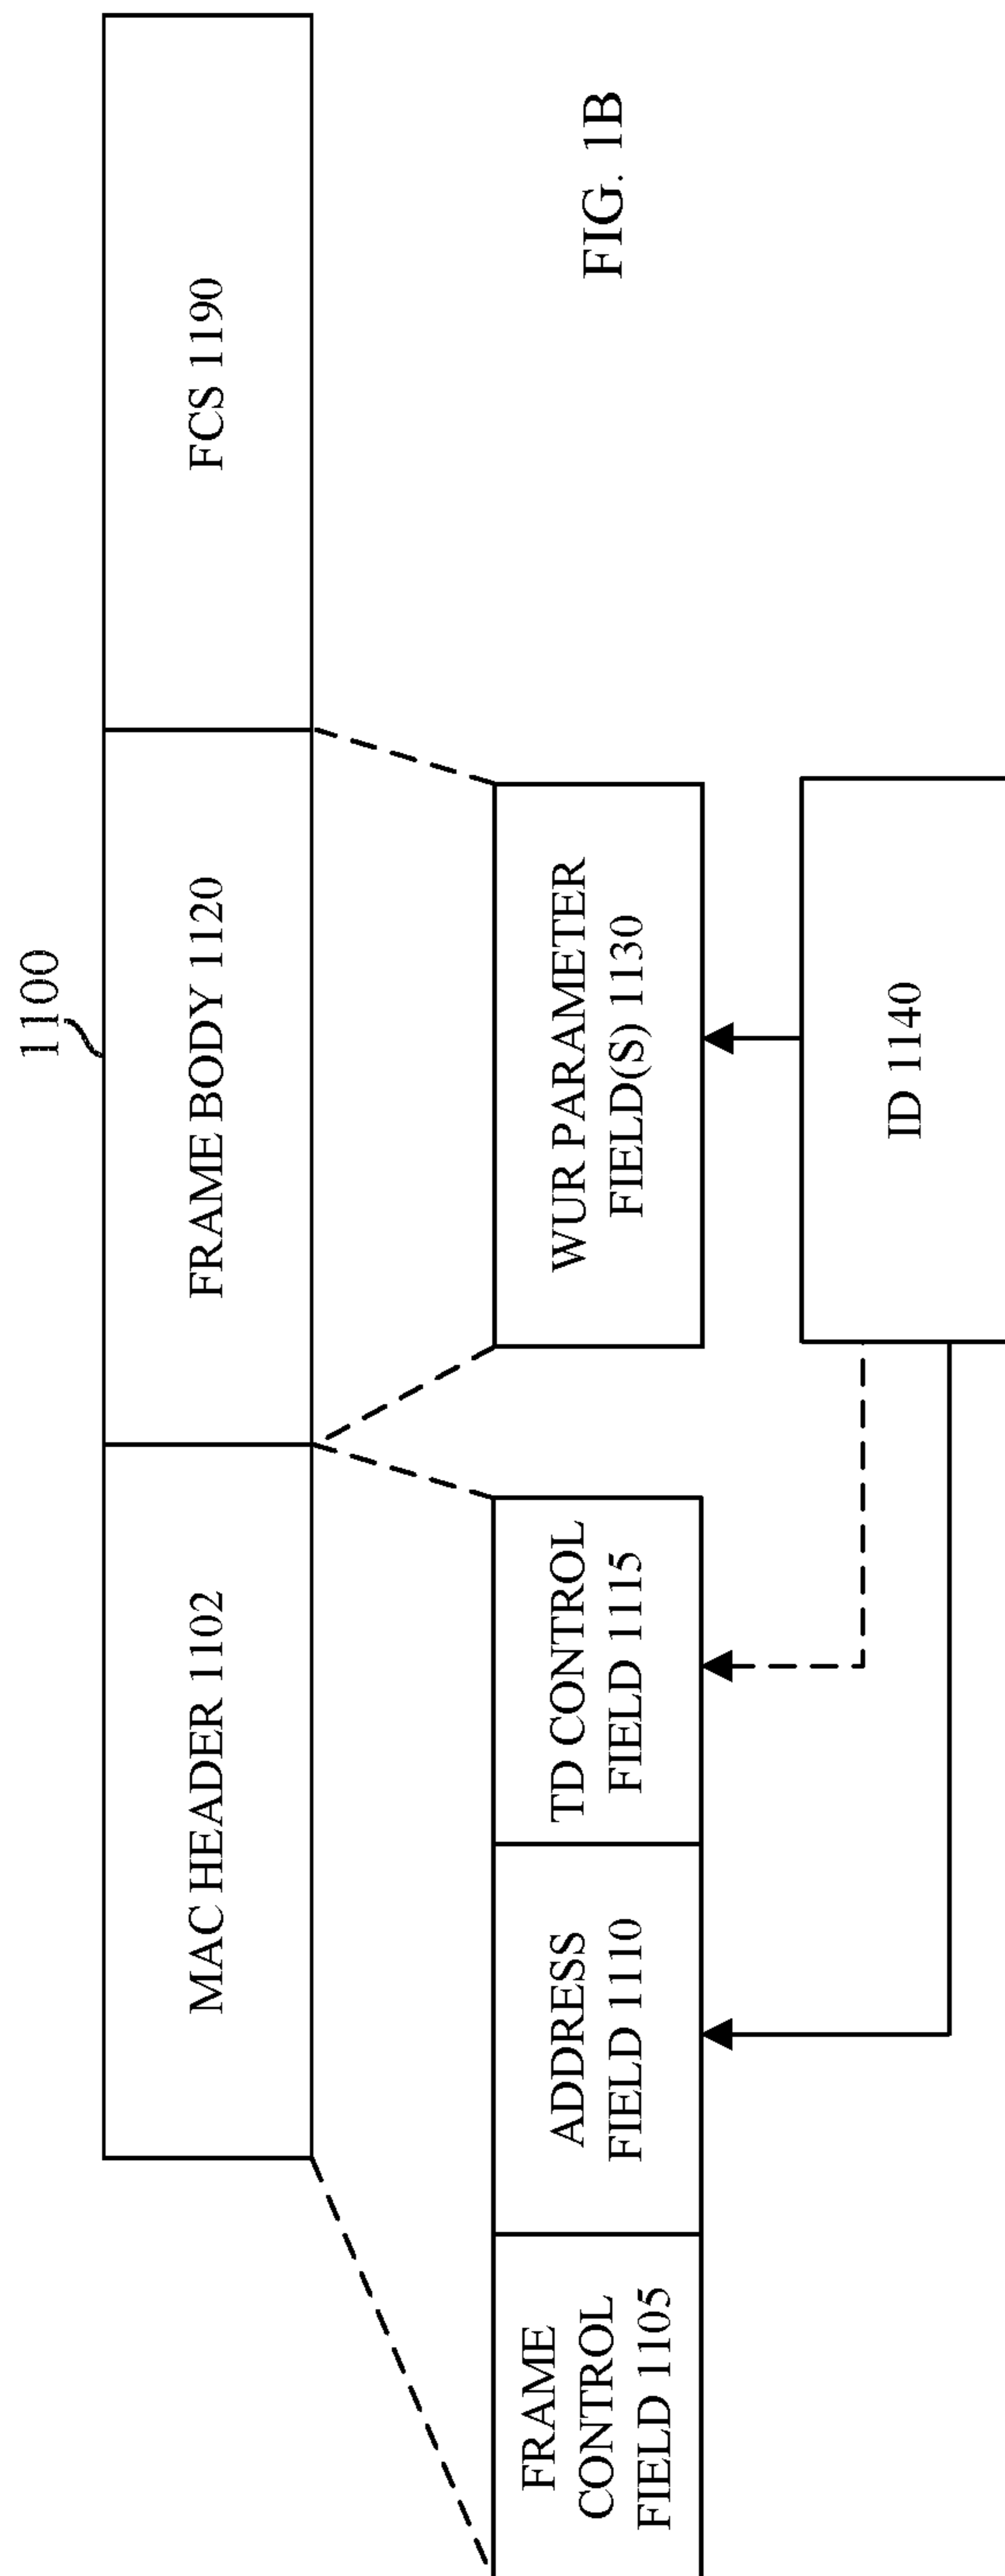 1100
MAC HEADER 1102
FRAME BODY 1120
FCS 1190
FRAME
CONTROL
FIELD 1105
ADDRESS
FIELD 1110
TD CONTROL
FIELD 1115
WUR PARAMETER
FIELD(S) 1130
ID 1140
FIG. 1B